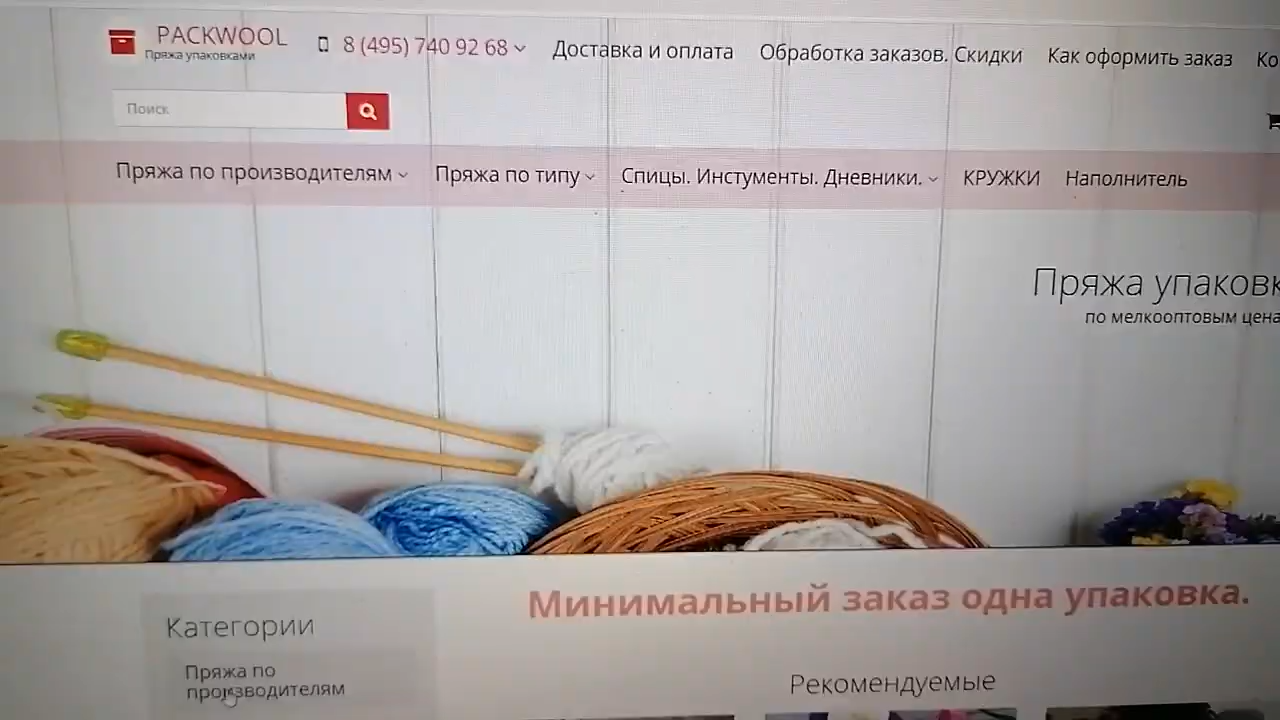 PACKWOOL
Пряжа упаковками
8 (495) 740 92 68
Доставка и оплата
Обработка заказов. Скидки
Как оформить заказ
Поиск
Пряжа по производителям
Пряжа по типу
Спицы. Инстументы. Дневники.
КРУЖКИ
Наполнитель
Пряжа
по мелкооптовым
Минимальный заказ одна упаковка.
Категории
Пряжа по
производителям
Рекомендуемые